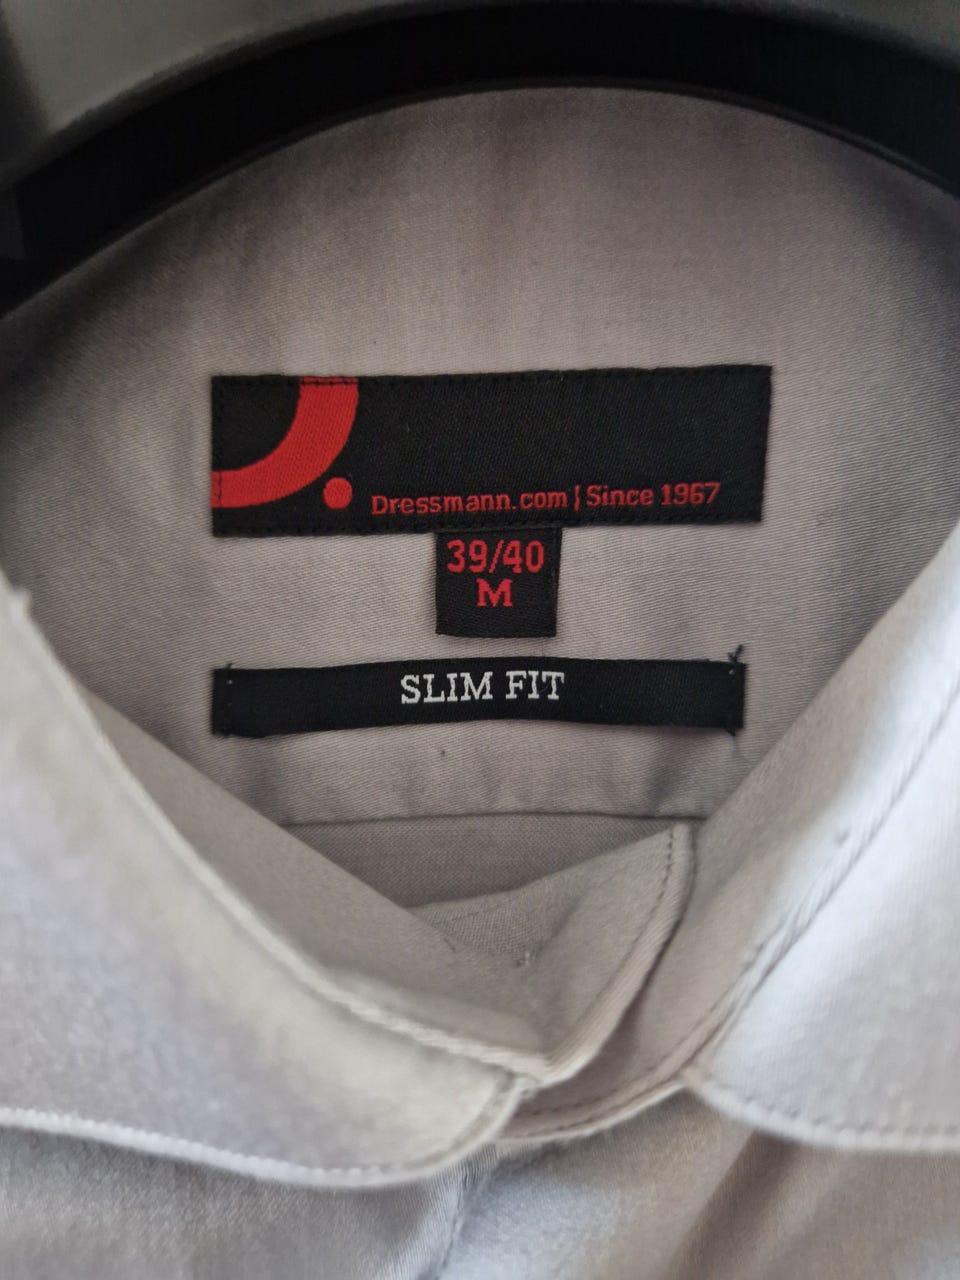 Dressmann.com ¦ Since 1967
39/40
M
SLIM FIT